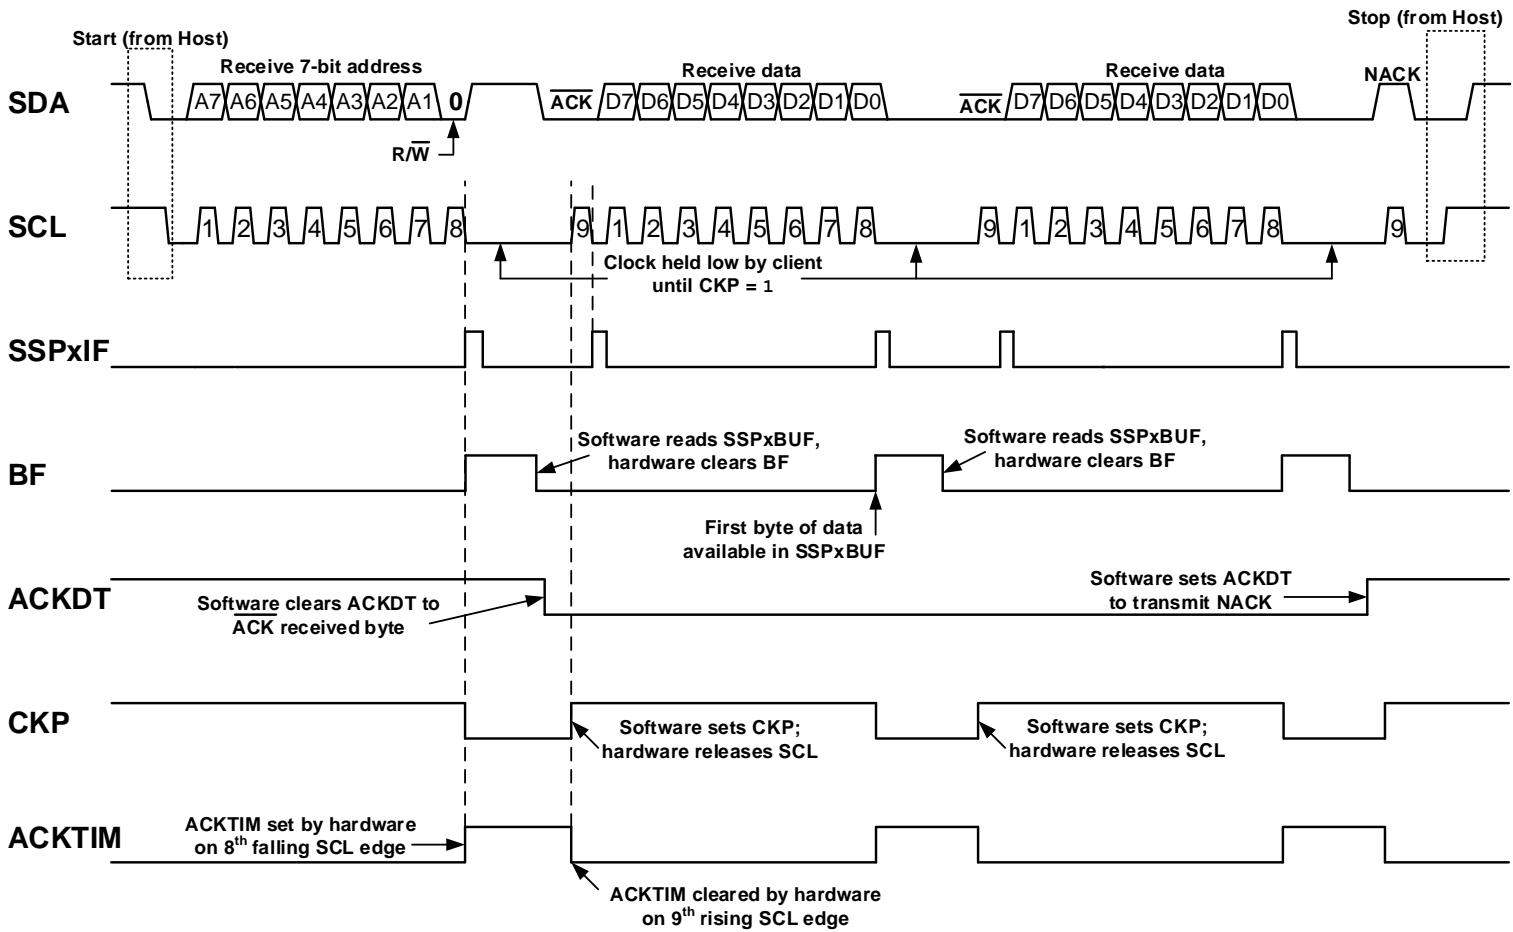 Stop (from Host)
Start (from Host)
Receive 7-bit address
Receive data
Receive data
NACK
SDA
A7 A6 A5 A4 A3 A2 A1 0 ACK D7 D6 D5 D4 D3 D2 D1 D0 ACK D7 D6 D5 D4 D3 D2 D1 D0
R/W
SCL
1 2 3 4 5 6 7 8 9 1 2 3 4 5 6 7 8 9 1 2 3 4 5 6 7 8 9
Clock held low by client
until CKP = 1
SSPxIF
BF
Software reads SSPxBUF,
hardware clears BF
Software reads SSPxBUF,
hardware clears BF
First byte of data
available in SSPxBUF
ACKDT
Software clears ACKDT to
ACK received byte
Software sets ACKDT
to transmit NACK
CKP
Software sets CKP;
hardware releases SCL
Software sets CKP;
hardware releases SCL
ACKTIM
ACKTIM set by hardware
on 8th falling SCL edge
ACKTIM cleared by hardware
on 9th rising SCL edge